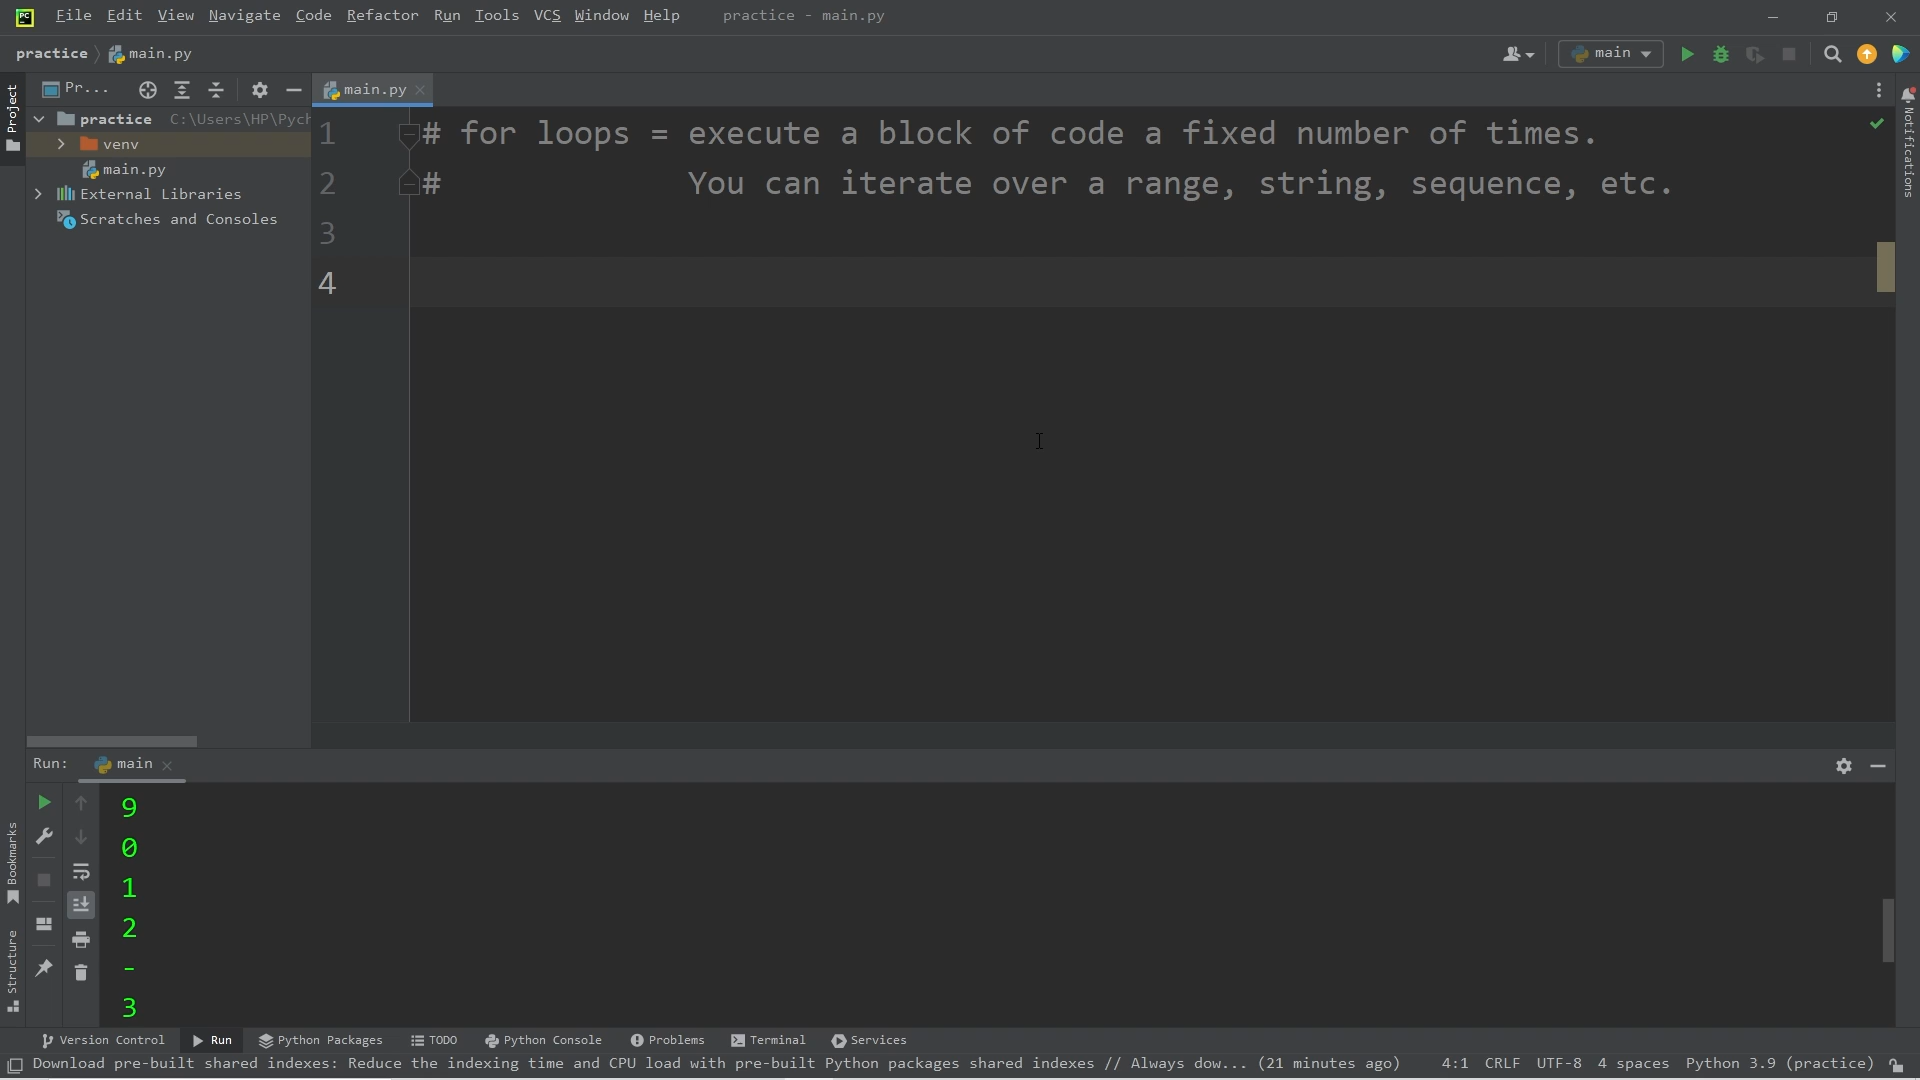 File Edit View Navigate Code Refactor Run Tools VCS Window Help practice - main.py
practice main.py main
Pr... main.py
Project
practice C:\Users\HP\Pych
venv
main.py
External Libraries
Scratches and Consoles
1 # for loops = execute a block of code a fixed number of times.
2 # You can iterate over a range, string, sequence, etc.
3
4
Notifications
Run: main
9
0
1
2
-
3
Bookmarks
Structure
Version Control Run Python Packages TODO Python Console Problems Terminal Services
Download pre-built shared indexes: Reduce the indexing time and CPU load with pre-built Python packages shared indexes // Always dow... (21 minutes ago) 4:1 CRLF UTF-8 4 spaces Python 3.9 (practice)